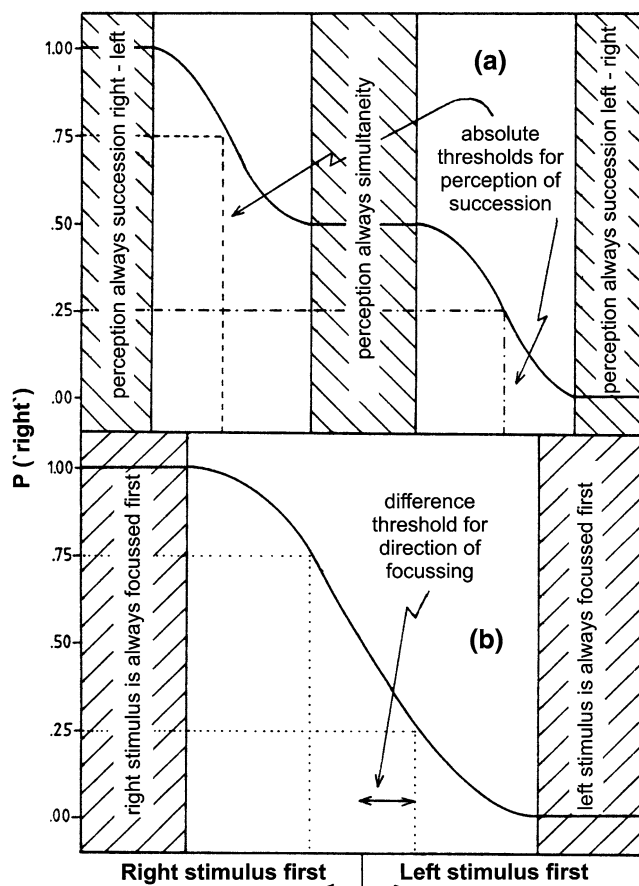 P (`right`)
1.00
.75
.50
.25
.00
perception always succession right - left
perception always simultaneity
(a)
absolute
thresholds for
perception of
succession
perception always succession left - right
1.00
.75
.50
.25
.00
right stimulus is always focussed first
difference
threshold for
direction of
focussing
(b)
left stimulus is always focussed first
Right stimulus first
Left stimulus first